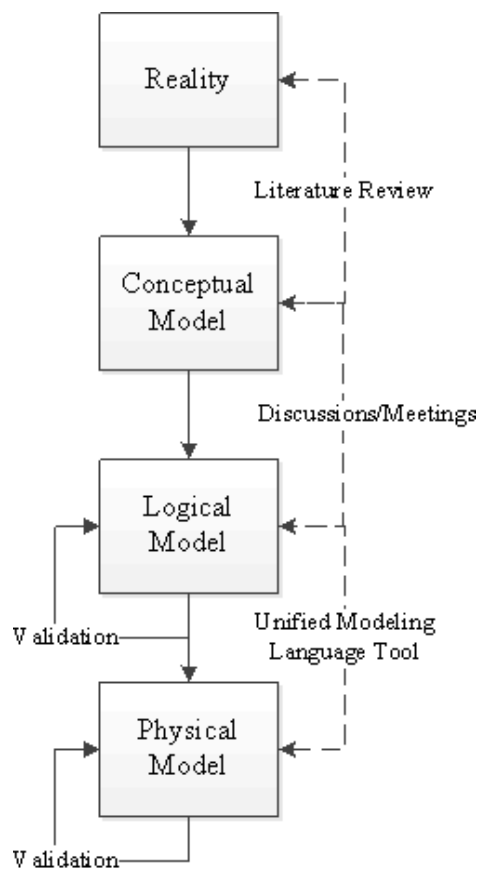 Reality
Literature Review
Conceptual
Model
Discussions/Meetings
Logical
Model
Validation
Unified Modeling
Language Tool
Physical
Model
Validation